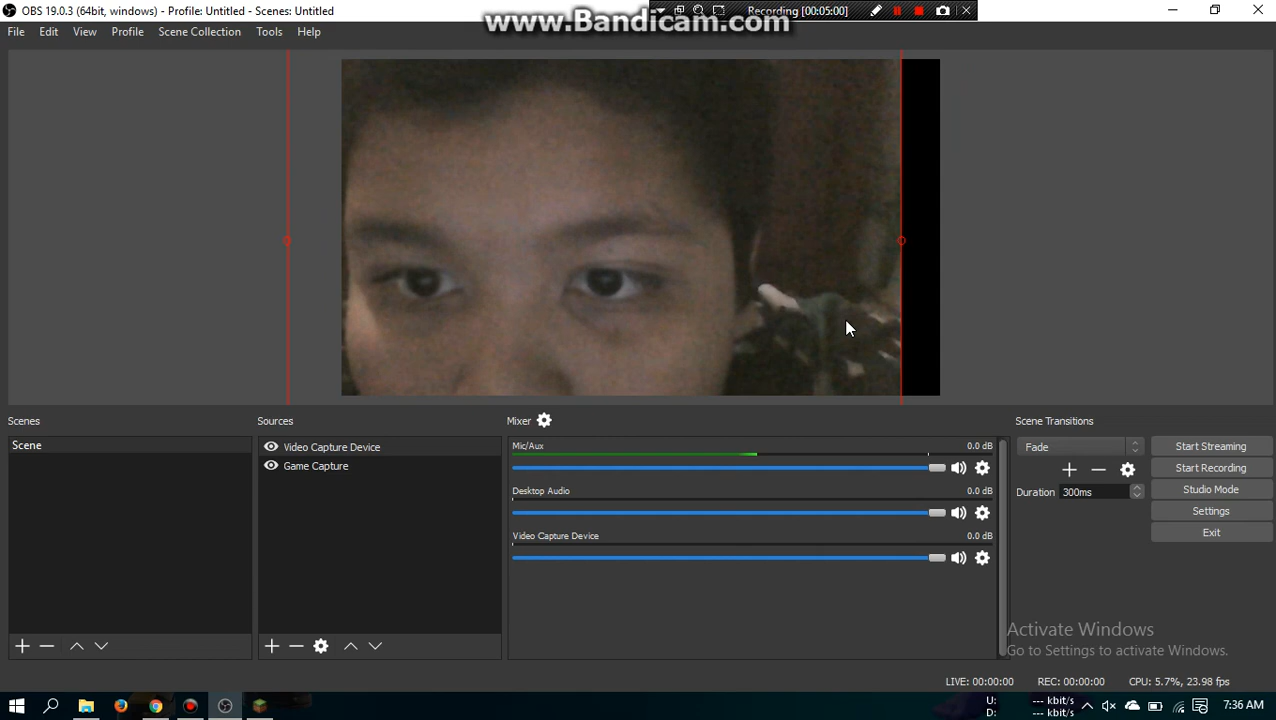 OBS 19.0.3 (64bit, windows) - Profile: Untitled - Scenes: Untitled
Recording [00:05:00]
www.Bandicam.com
File Edit View Profile Scene Collection Tools Help
Scenes
Sources
Mixer
Scene Transitions
Scene
Video Capture Device
Game Capture
Mic/Aux 0.0 dB
Desktop Audio 0.0 dB
Video Capture Device 0.0 dB
Fade
Duration 300ms
Start Streaming
Start Recording
Studio Mode
Settings
Exit
Activate Windows
Go to Settings to activate Windows.
LIVE: 00:00:00 REC: 00:00:00 CPU: 5.7%, 23.98 fps
U: --- kbit/s
D: --- kbit/s
7:36 AM